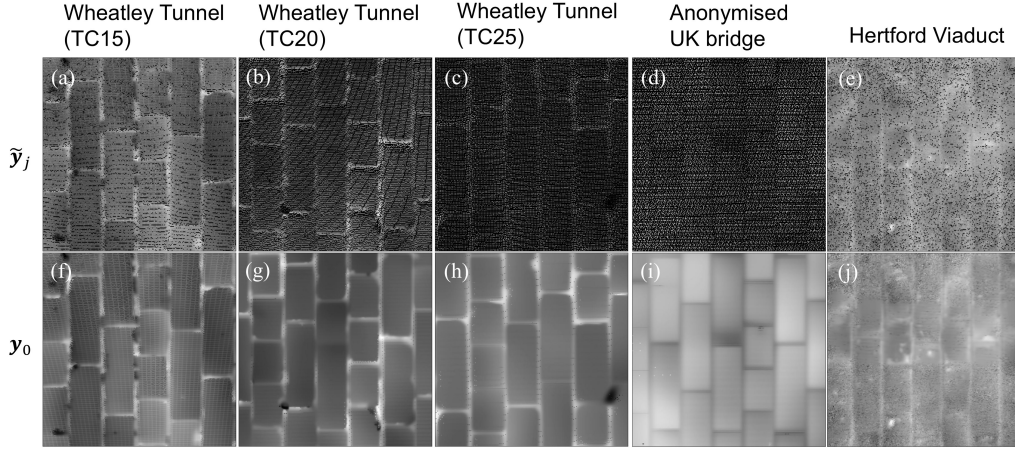 Wheatley Tunnel
(TC15)
Wheatley Tunnel
(TC20)
Wheatley Tunnel
(TC25)
Anonymised
UK bridge
Hertford Viaduct
ỹj
(a)
(b)
(c)
(d)
(e)
y0
(f)
(g)
(h)
(i)
(j)